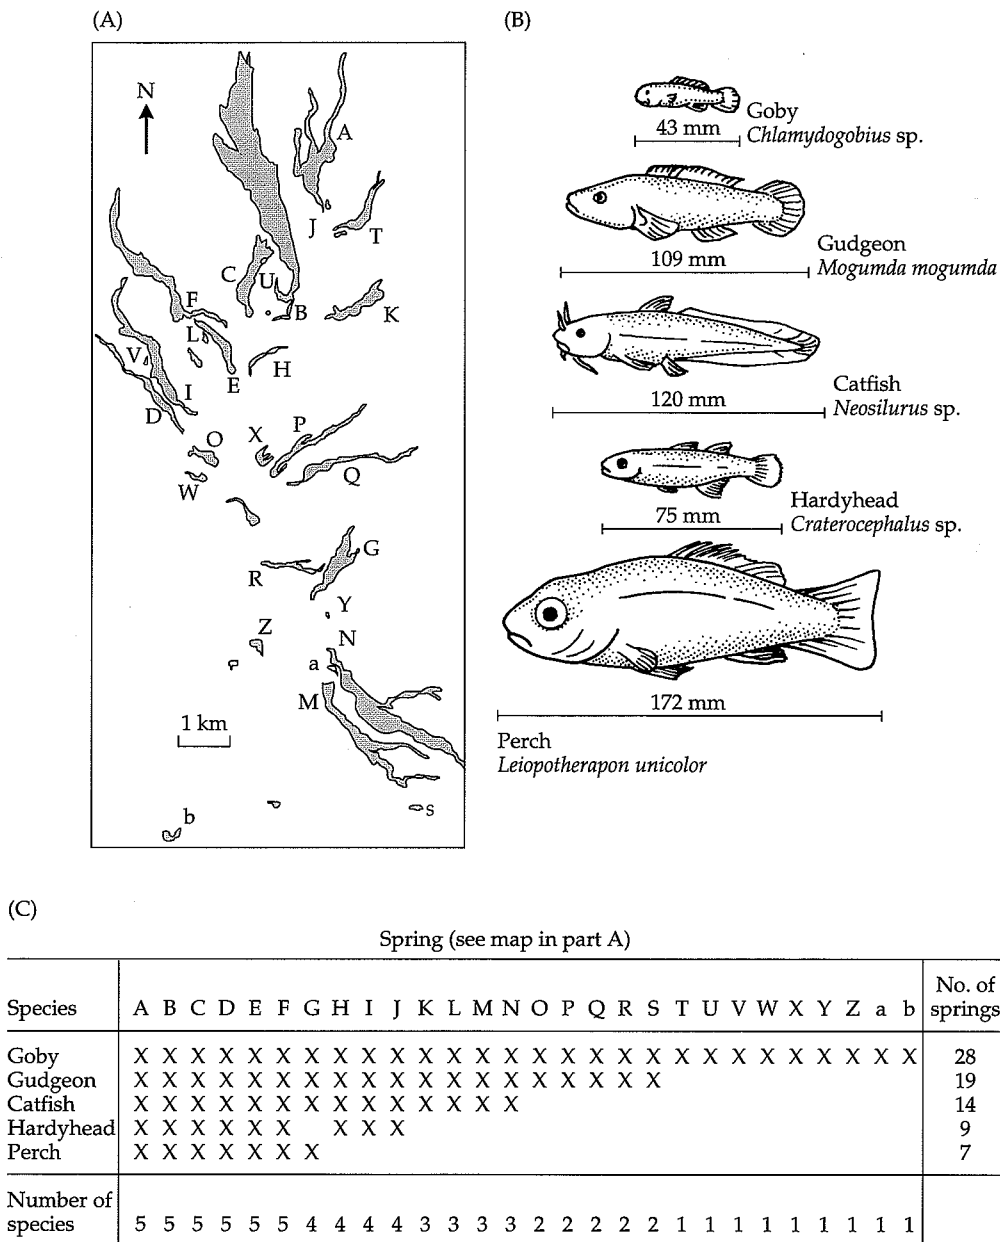 (A)
N
A
J
T
C
U
B
K
F
L
V
E
H
I
D
O
X
P
W
Q
G
R
Y
Z
N
a
M
1 km
s
b
(B)
43 mm
Goby
Chlamydogobius sp.
109 mm
Gudgeon
Mogumda mogumda
120 mm
Catfish
Neosilurus sp.
75 mm
Hardyhead
Craterocephalus sp.
172 mm
Perch
Leiopotherapon unicolor
(C)
Spring (see map in part A)
Species A B C D E F G H I J K L M N O P Q R S T U V W X Y Z a b No. of springs
Goby X X X X X X X X X X X X X X X X X X X X X X X X X X X X 28
Gudgeon X X X X X X X X X X X X X X X X X X X 19
Catfish X X X X X X X X X X X X X X 14
Hardyhead X X X X X X X X X 9
Perch X X X X X X X 7
Number of
species 5 5 5 5 5 5 4 4 4 4 3 3 3 3 2 2 2 2 2 1 1 1 1 1 1 1 1 1